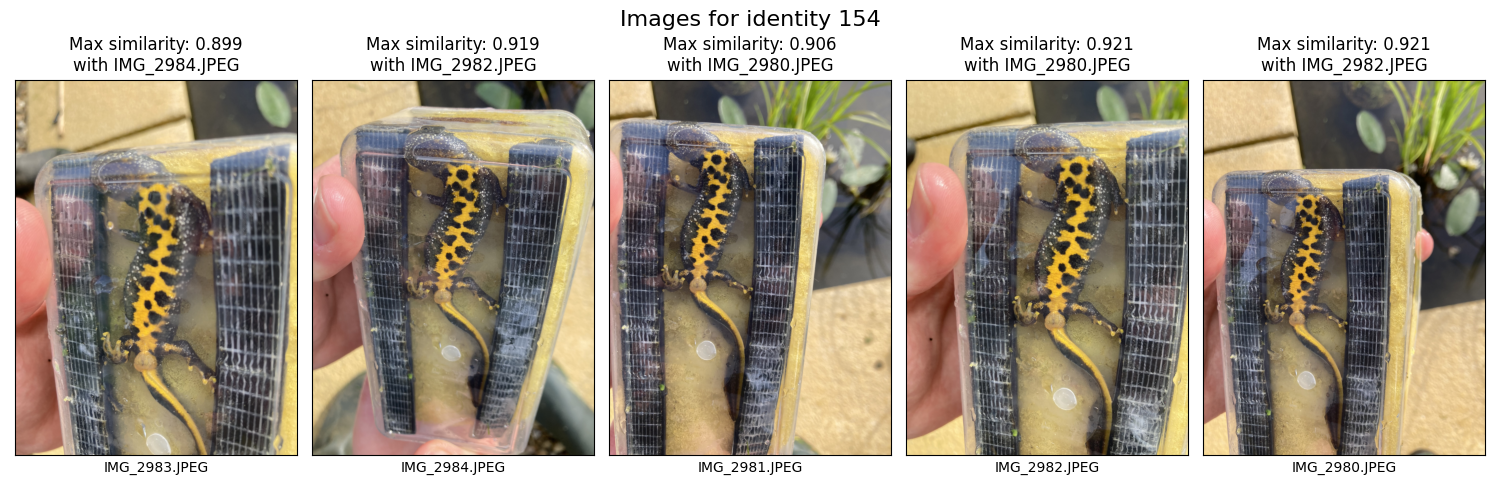 Images for identity 154
Max similarity: 0.899
with IMG_2984.JPEG
Max similarity: 0.919
with IMG_2982.JPEG
Max similarity: 0.906
with IMG_2980.JPEG
Max similarity: 0.921
with IMG_2980.JPEG
Max similarity: 0.921
with IMG_2982.JPEG
IMG_2983.JPEG
IMG_2984.JPEG
IMG_2981.JPEG
IMG_2982.JPEG
IMG_2980.JPEG